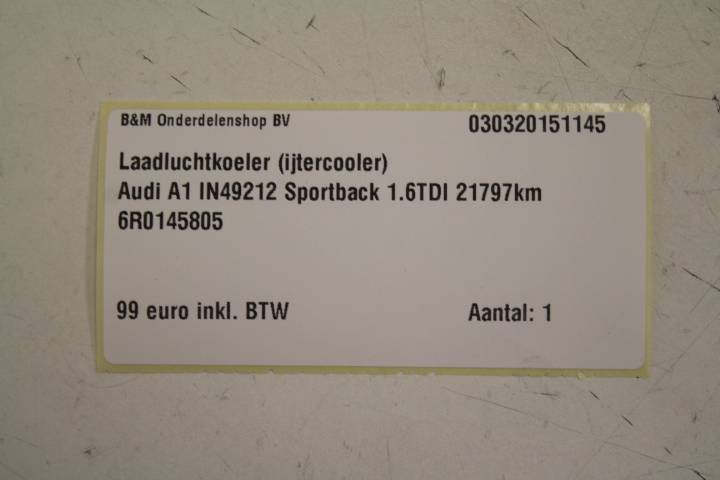 B&M Onderdelenshop BV 030320151145
Laadluchtkoeler (ijtercooler)
Audi A1 IN49212 Sportback 1.6TDI 21797km
6R0145805
99 euro inkl. BTW Aantal: 1